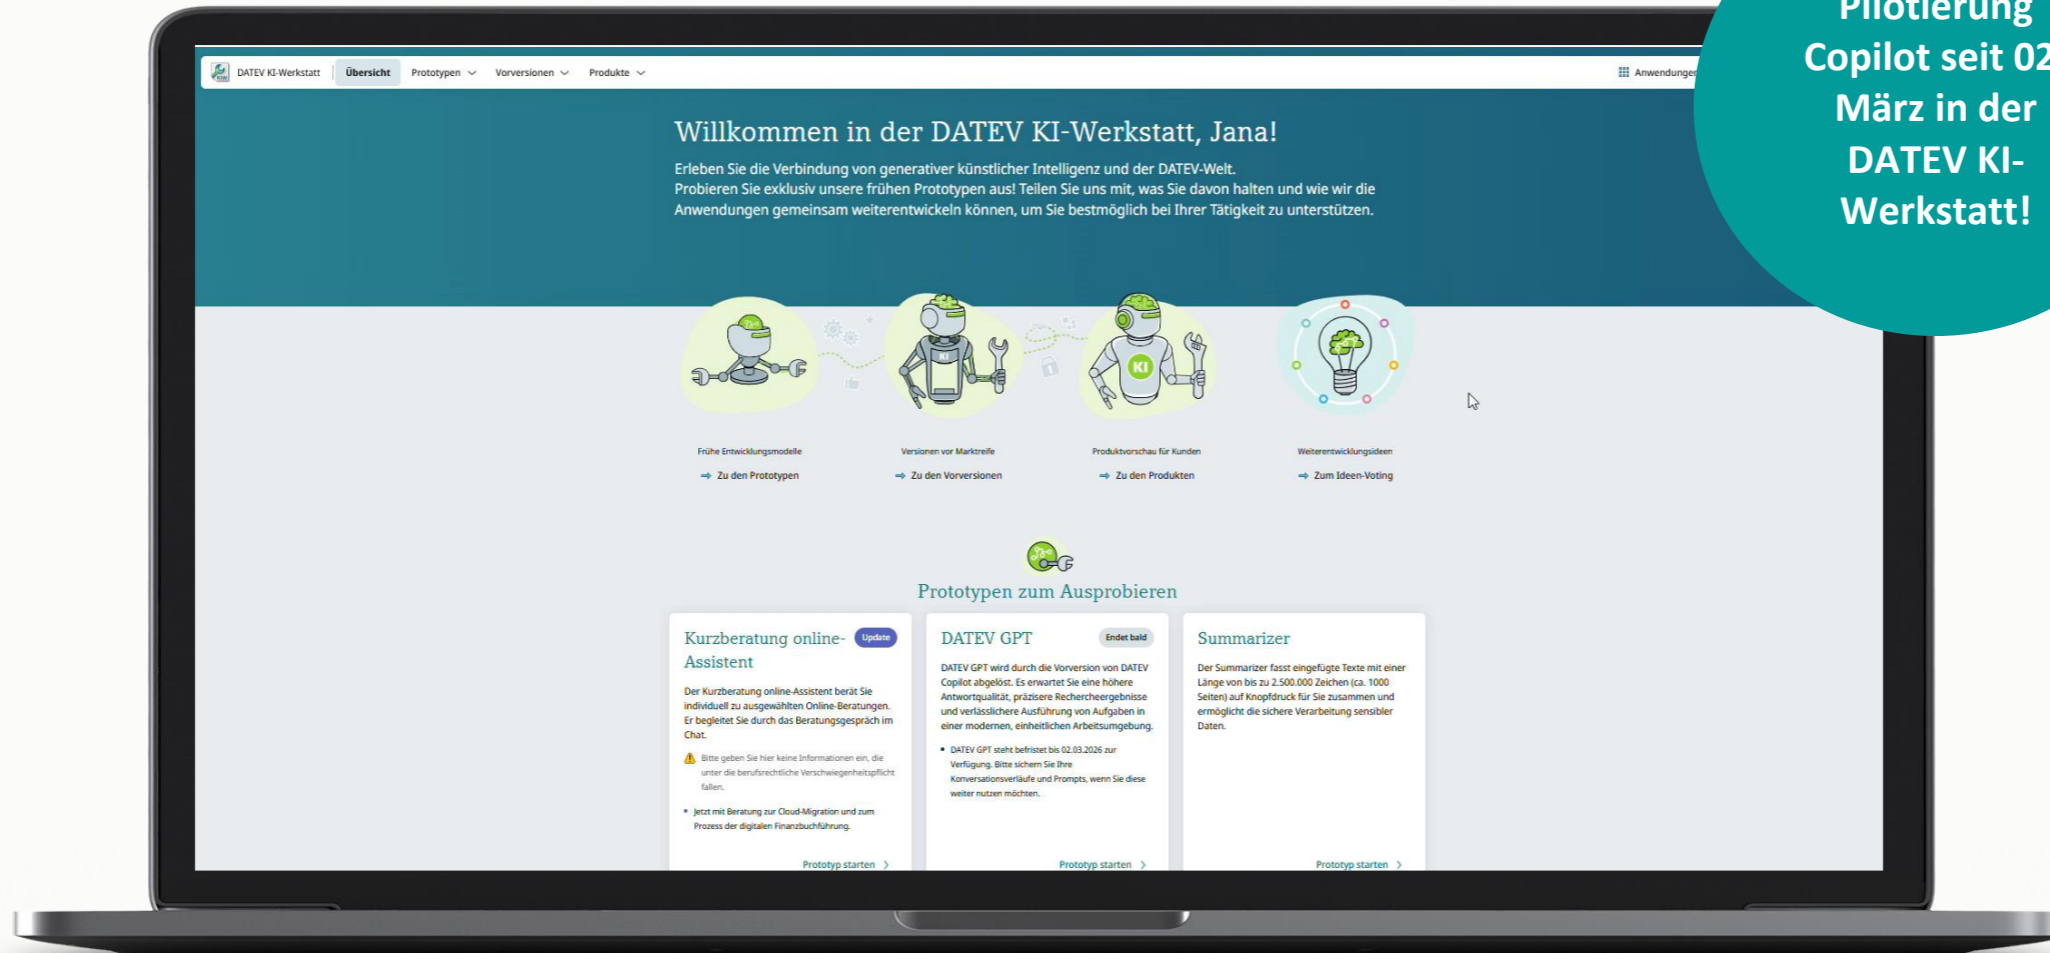 Pilotierung
Copilot seit 02
März in der
DATEV KI-
Werkstatt!
DATEV KI-Werkstatt Übersicht Prototypen Vorversionen Produkte Anwendungen
Willkommen in der DATEV KI-Werkstatt, Jana!
Erleben Sie die Verbindung von generativer künstlicher Intelligenz und der DATEV-Welt.
Probieren Sie exklusiv unsere frühen Prototypen aus! Teilen Sie uns mit, was Sie davon halten und wie wir die
Anwendungen gemeinsam weiterentwickeln können, um Sie bestmöglich bei Ihrer Tätigkeit zu unterstützen.
KI
KI
Frühe Entwicklungsmodelle
→ Zu den Prototypen
Versionen vor Marktreife
→ Zu den Vorversionen
Produktvorschau für Kunden
→ Zu den Produkten
Weiterentwicklungsideen
→ Zum Ideen-Voting
Prototypen zum Ausprobieren
Kurzberatung online- Update
Assistent
Der Kurzberatung online-Assistent berät Sie
individuell zu ausgewählten Online-Beratungen.
Er begleitet Sie durch das Beratungsgespräch im
Chat.
Bitte geben Sie hier keine Informationen ein, die
unter die berufsrechtliche Verschwiegenheitspflicht
fallen.
• Jetzt mit Beratung zur Cloud-Migration und zum
Prozess der digitalen Finanzbuchführung.
Prototyp starten >
DATEV GPT Endet bald
DATEV GPT wird durch die Vorversion von DATEV
Copilot abgelöst. Es erwartet Sie eine höhere
Antwortqualität, präzisere Rechercheergebnisse
und verlässlichere Ausführung von Aufgaben in
einer modernen, einheitlichen Arbeitsumgebung.
• DATEV GPT steht befristet bis 02.03.2026 zur
Verfügung. Bitte sichern Sie Ihre
Konversationsverläufe und Prompts, wenn Sie diese
weiter nutzen möchten.
Prototyp starten >
Summarizer
Der Summarizer fasst eingefügte Texte mit einer
Länge von bis zu 2.500.000 Zeichen (ca. 1000
Seiten) auf Knopfdruck für Sie zusammen und
ermöglicht die sichere Verarbeitung sensibler
Daten.
Prototyp starten >